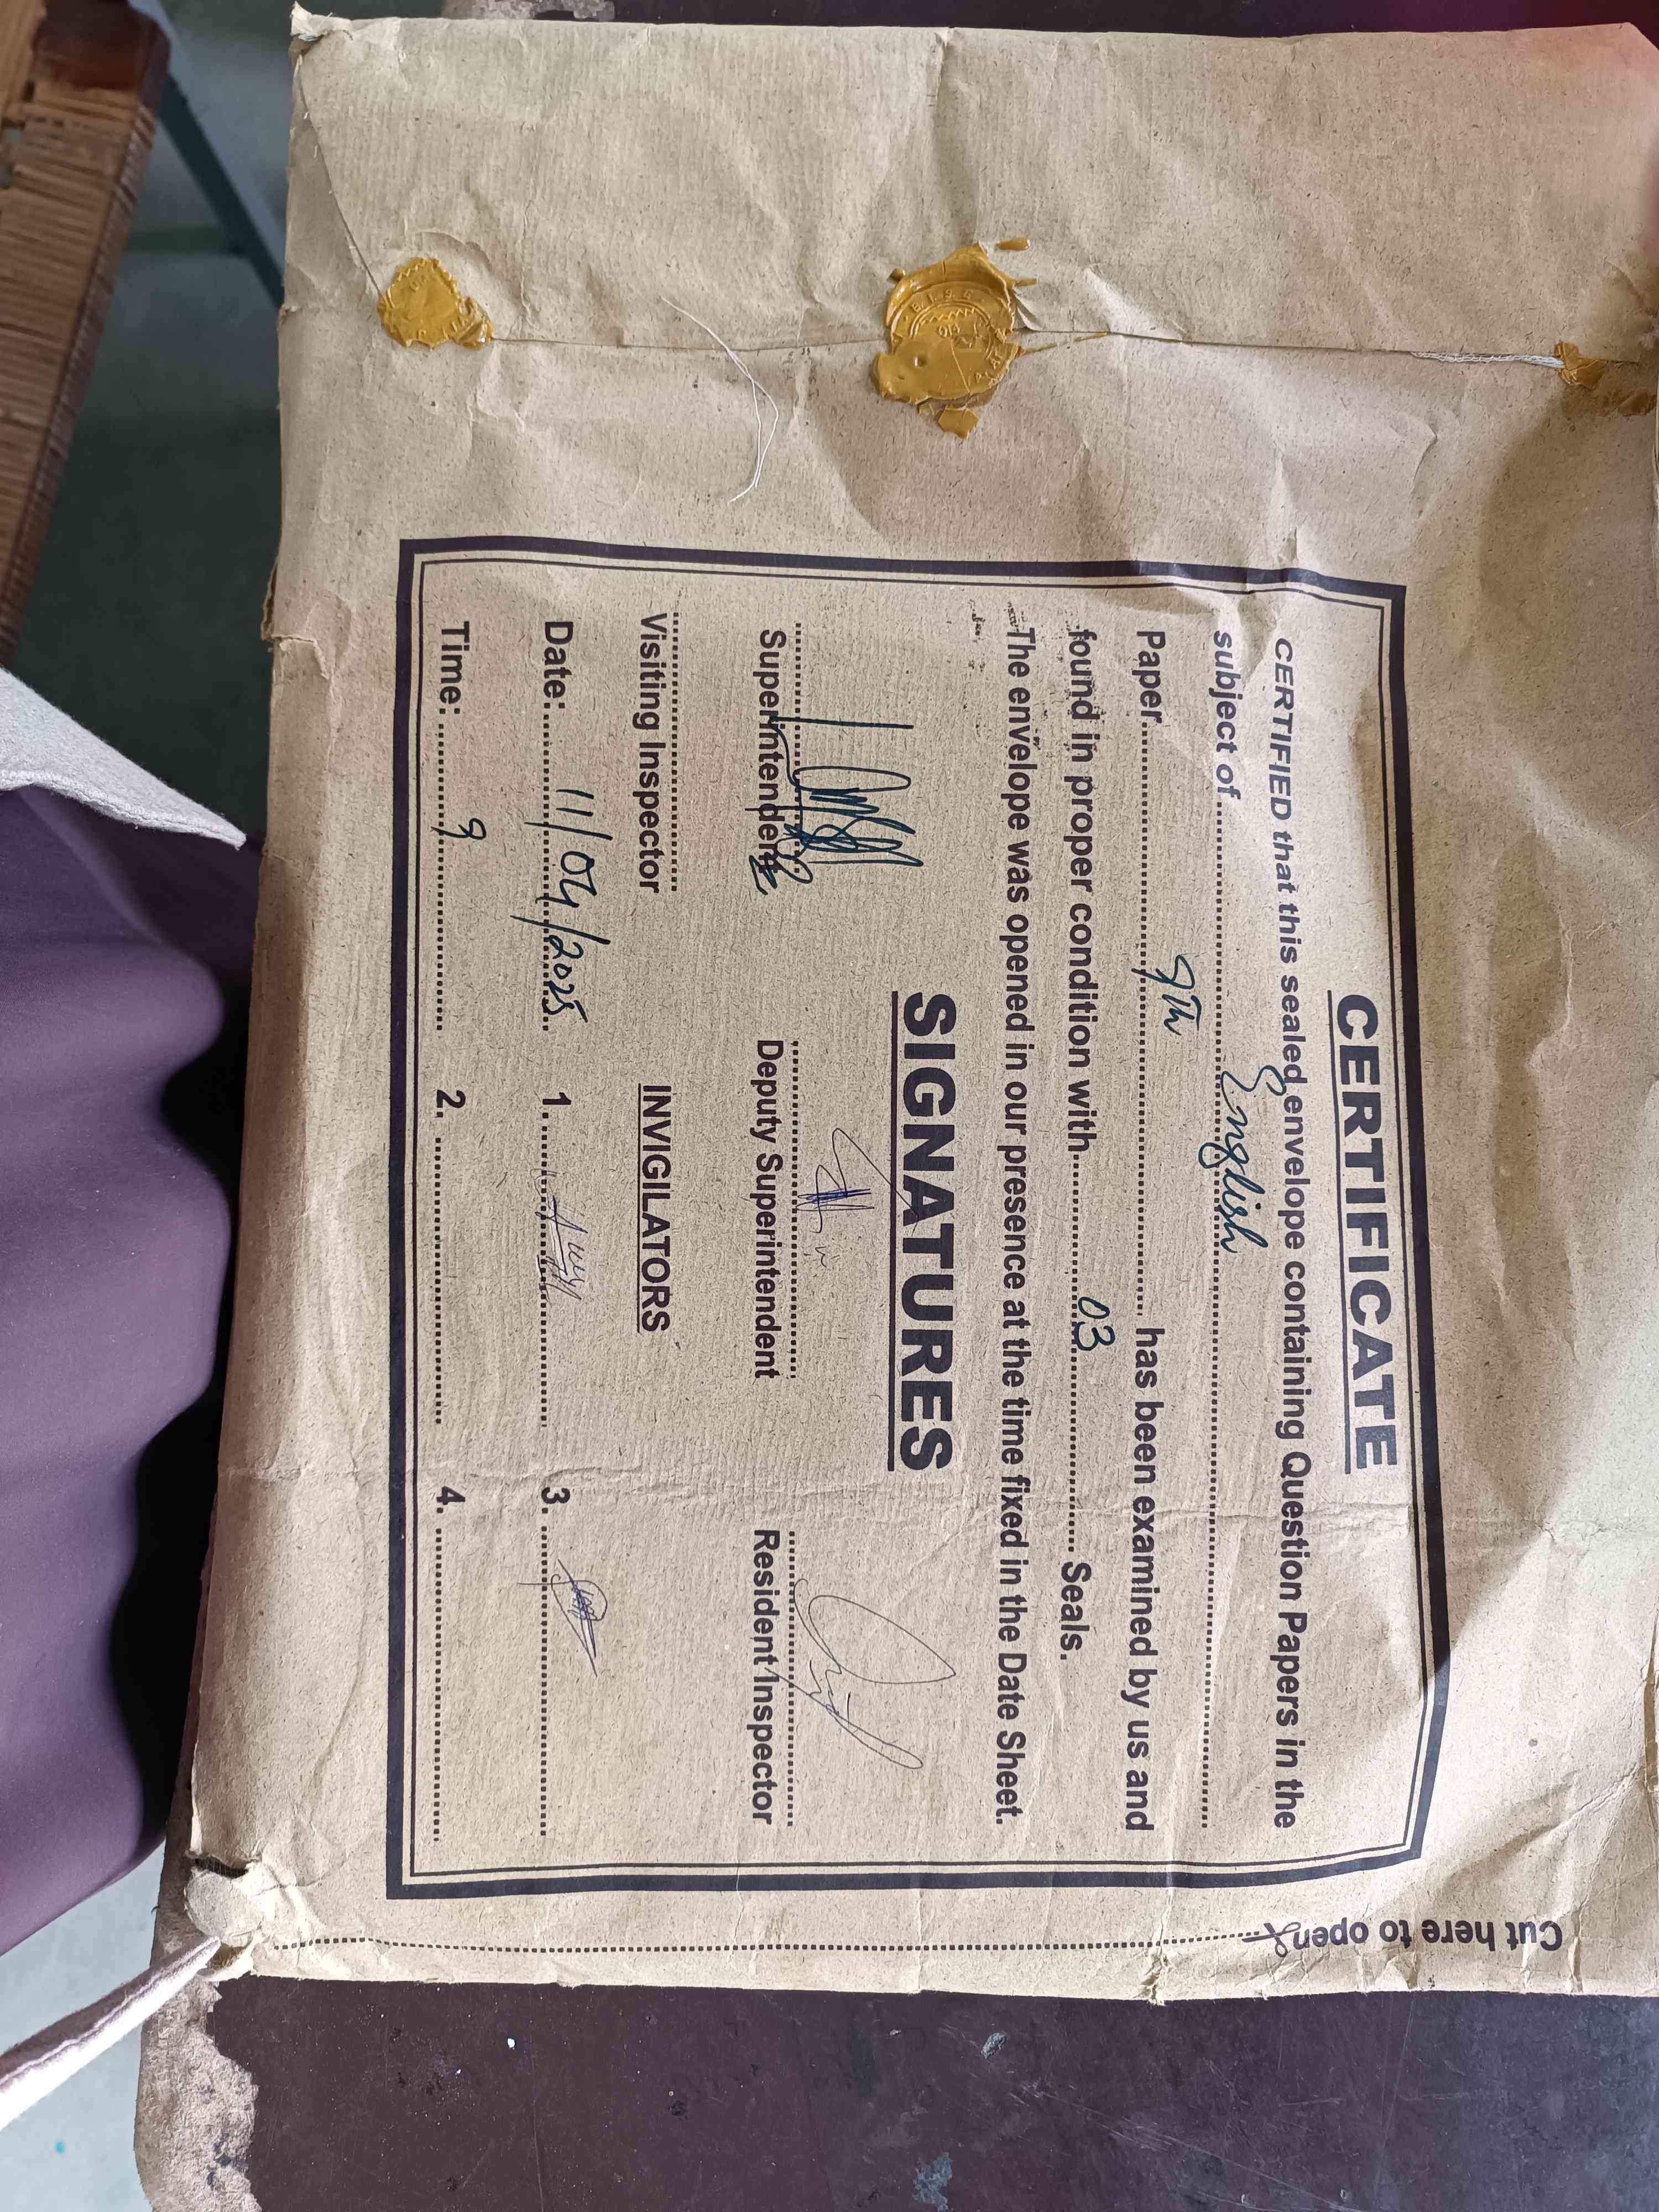 CERTIFICATE
CERTIFIED that this sealed envelope containing Question Papers in the
subject of English
Paper 9Th has been examined by us and
found in proper condition with 03 Seals.
The envelope was opened in our presence at the time fixed in the Date Sheet.
SIGNATURES
Superintendent Deputy Superintendent Resident Inspector
Visiting Inspector INVIGILATORS
Date: 11/04/2025 1. 3.
Time: 9 2. 4.
Cut here to open